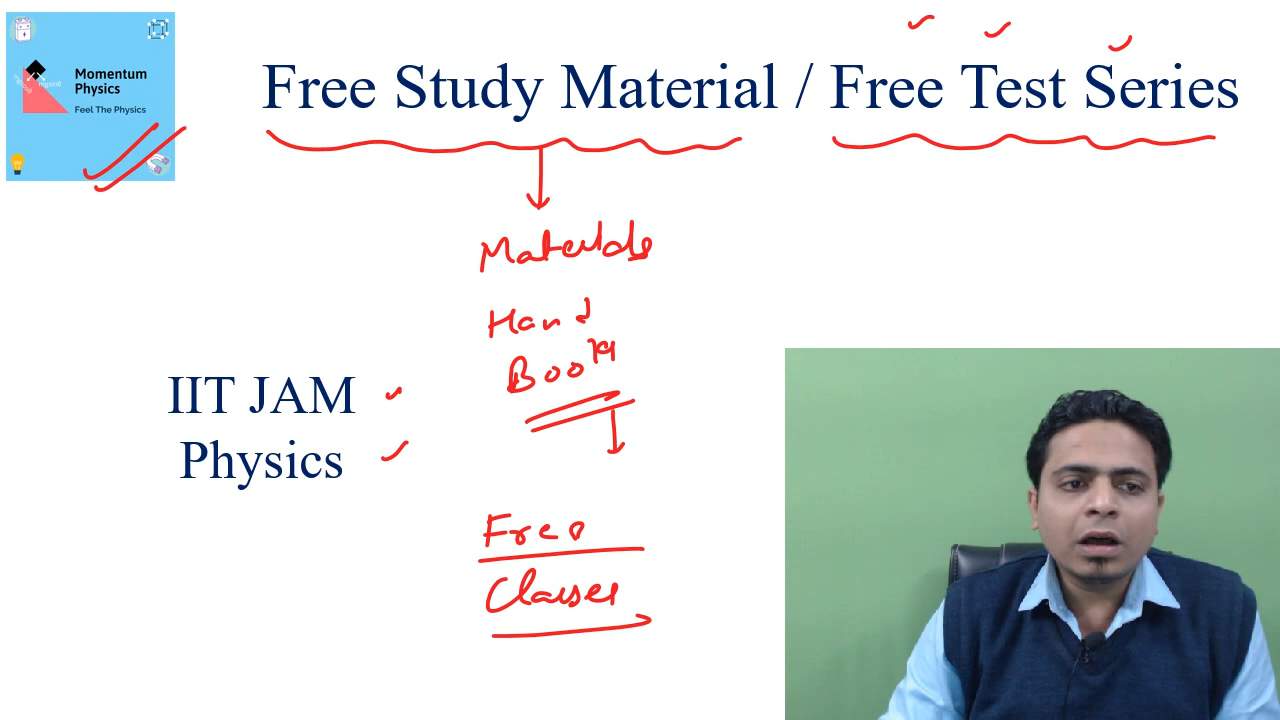 Momentum
Physics
Feel The Physics
Free Study Material / Free Test Series
Materials
Hand
Book
IIT JAM
Physics
Free
Classes